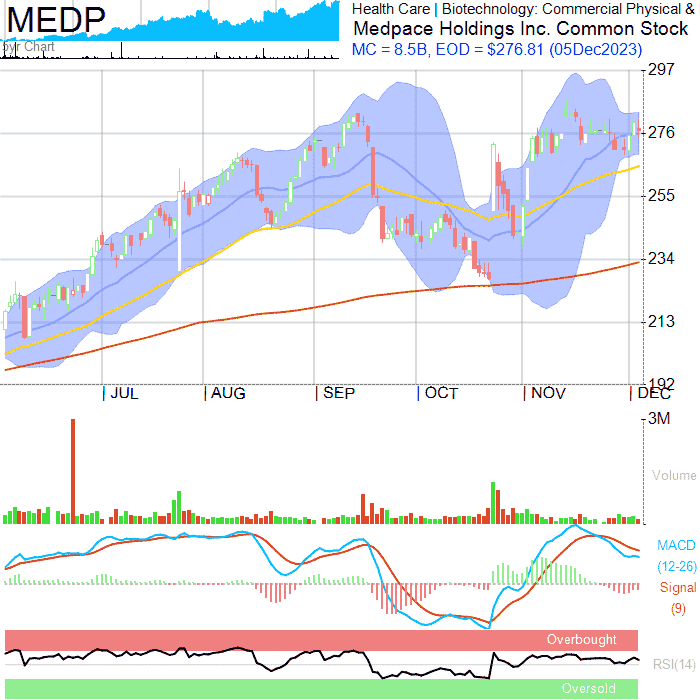 MEDP
Health Care | Biotechnology: Commercial Physical &
Medpace Holdings Inc. Common Stock
MC = 8.5B, EOD = $276.81 (05Dec2023)
5yr Chart
297
276
255
234
213
192
JUL
AUG
SEP
OCT
NOV
DEC
3M
Volume
MACD
(12-26)
Signal
(9)
Overbought
RSI(14)
Oversold